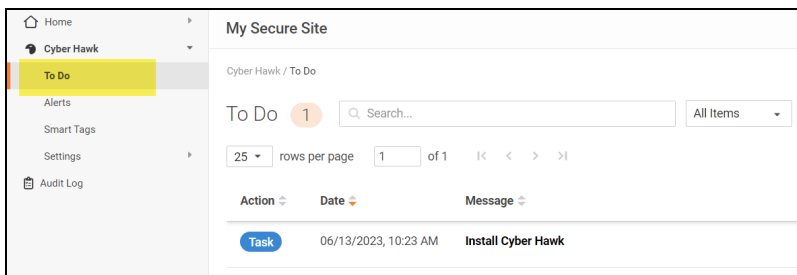 Home
Cyber Hawk
To Do
Alerts
Smart Tags
Settings
Audit Log
My Secure Site
Cyber Hawk / To Do
To Do 1 Search... All Items
25 rows per page 1 of 1
Action Date Message
Task 06/13/2023, 10:23 AM Install Cyber Hawk